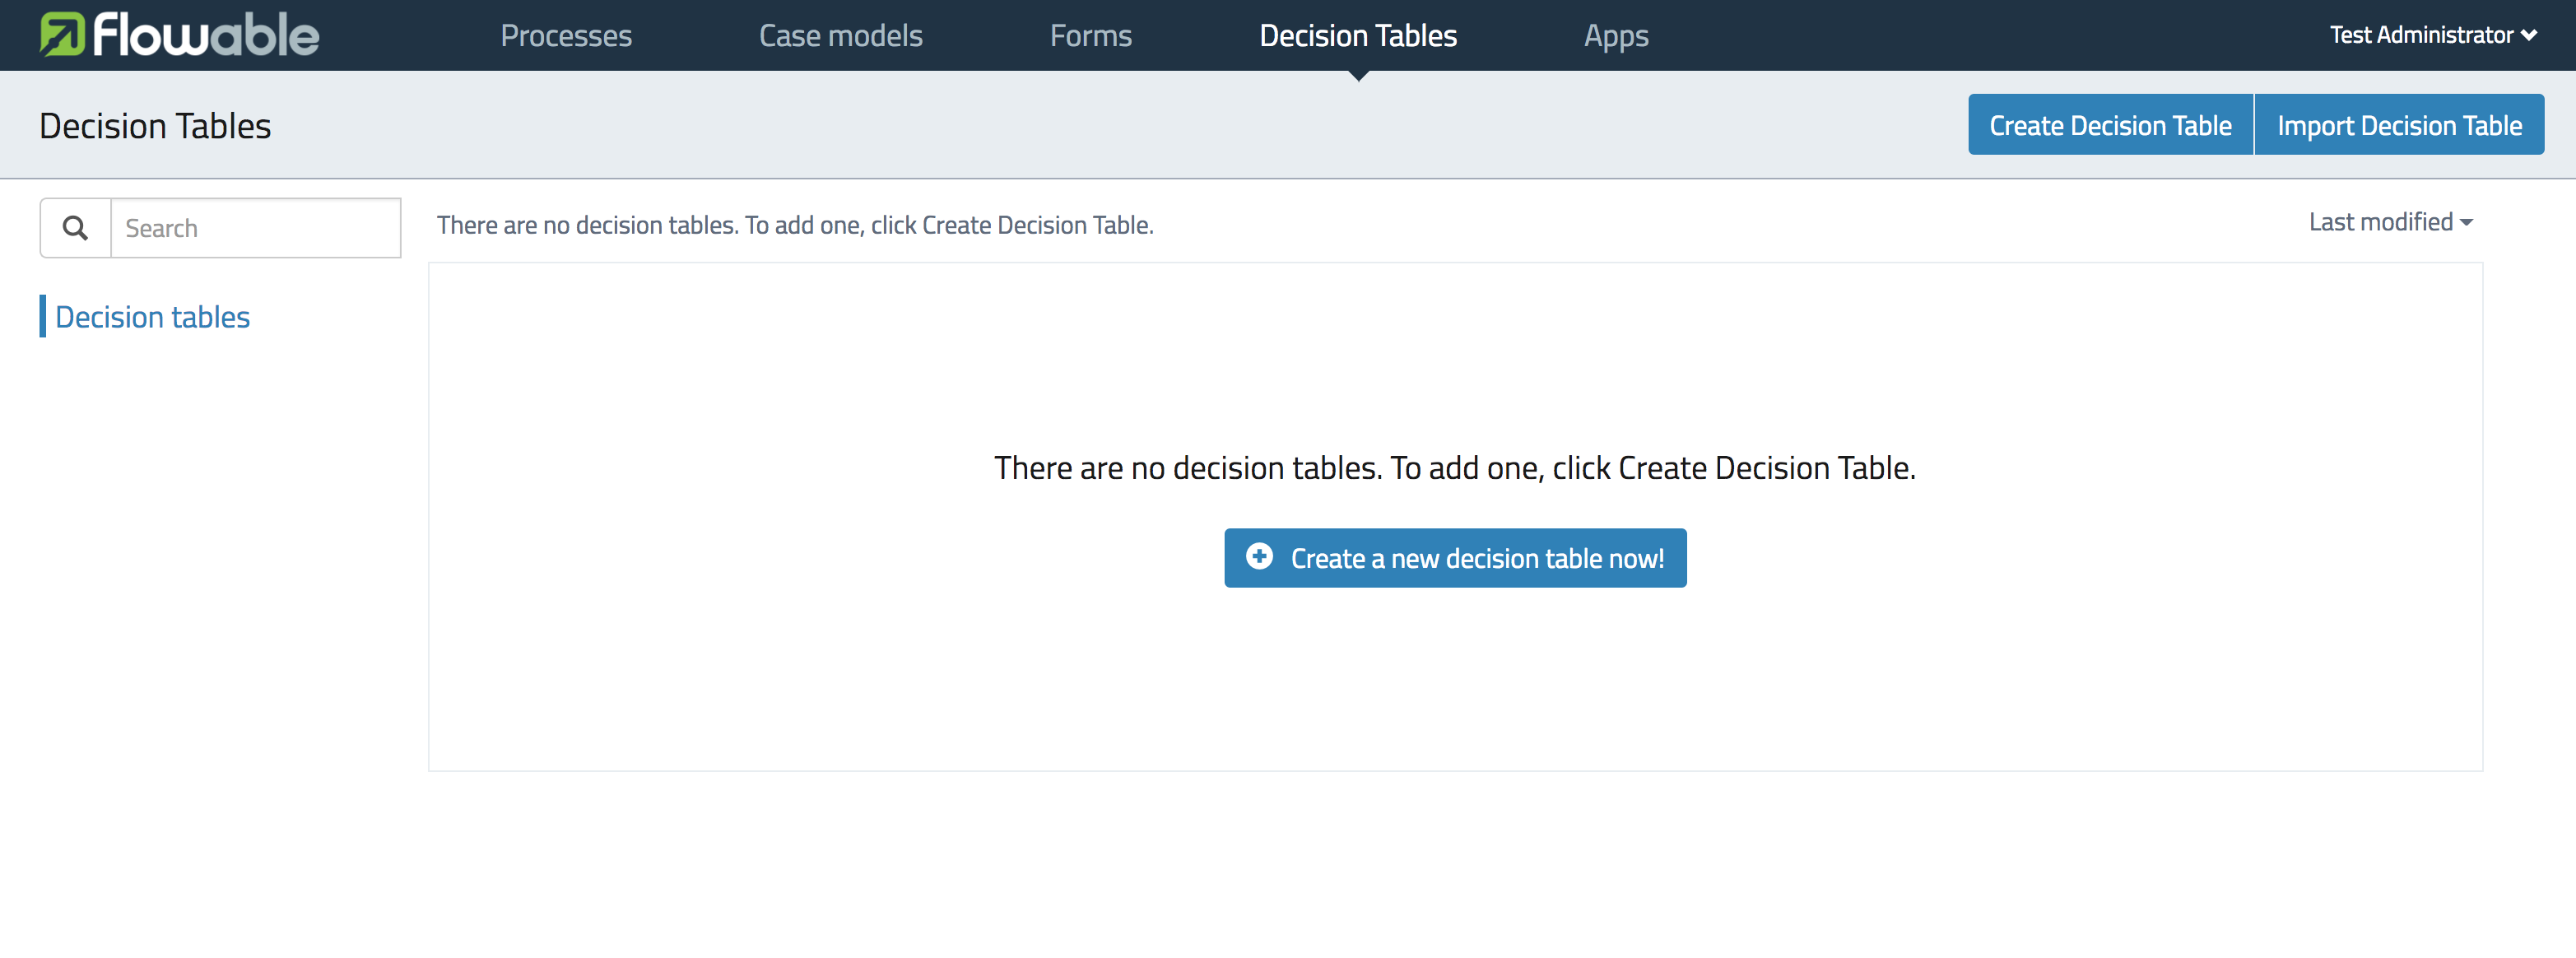 flowable
Processes
Case models
Forms
Decision Tables
Apps
Test Administrator
Decision Tables
Create Decision Table
Import Decision Table
Search
There are no decision tables. To add one, click Create Decision Table.
Last modified
Decision tables
There are no decision tables. To add one, click Create Decision Table.
Create a new decision table now!